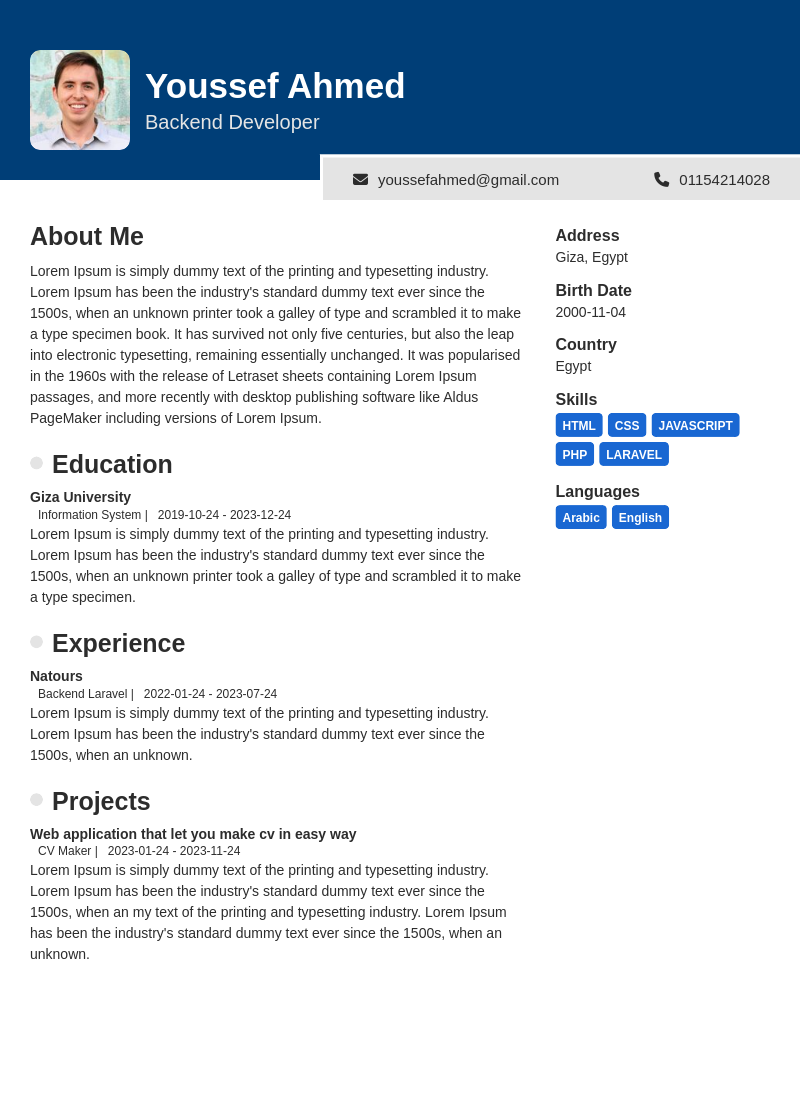 Youssef Ahmed
Backend Developer
youssefahmed@gmail.com
01154214028
About Me
Lorem Ipsum is simply dummy text of the printing and typesetting industry.
Lorem Ipsum has been the industry's standard dummy text ever since the
1500s, when an unknown printer took a galley of type and scrambled it to make
a type specimen book. It has survived not only five centuries, but also the leap
into electronic typesetting, remaining essentially unchanged. It was popularised
in the 1960s with the release of Letraset sheets containing Lorem Ipsum
passages, and more recently with desktop publishing software like Aldus
PageMaker including versions of Lorem Ipsum.
Education
Giza University
Information System | 2019-10-24 - 2023-12-24
Lorem Ipsum is simply dummy text of the printing and typesetting industry.
Lorem Ipsum has been the industry's standard dummy text ever since the
1500s, when an unknown printer took a galley of type and scrambled it to make
a type specimen.
Experience
Natours
Backend Laravel | 2022-01-24 - 2023-07-24
Lorem Ipsum is simply dummy text of the printing and typesetting industry.
Lorem Ipsum has been the industry's standard dummy text ever since the
1500s, when an unknown.
Projects
Web application that let you make cv in easy way
CV Maker | 2023-01-24 - 2023-11-24
Lorem Ipsum is simply dummy text of the printing and typesetting industry.
Lorem Ipsum has been the industry's standard dummy text ever since the
1500s, when an my text of the printing and typesetting industry. Lorem Ipsum
has been the industry's standard dummy text ever since the 1500s, when an
unknown.
Address
Giza, Egypt
Birth Date
2000-11-04
Country
Egypt
Skills
HTML CSS JAVASCRIPT
PHP LARAVEL
Languages
Arabic English